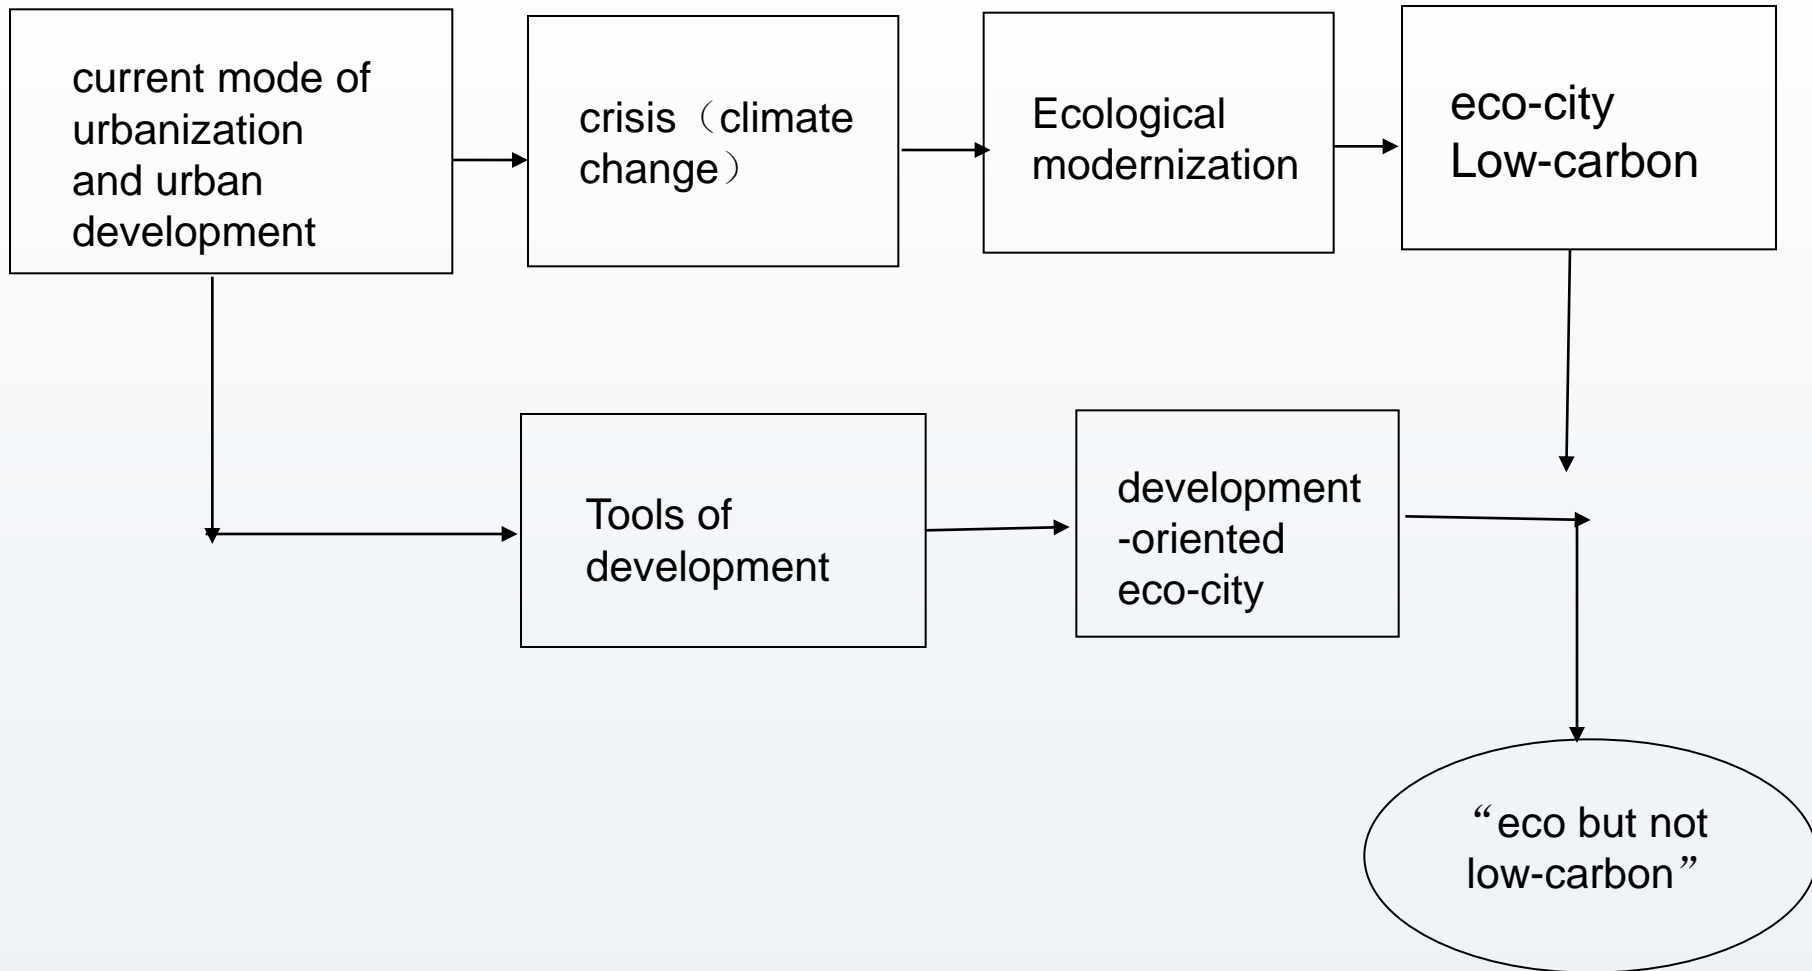 current mode of
urbanization
and urban
development
crisis（climate
change）
Ecological
modernization
eco-city
Low-carbon
Tools of
development
development
-oriented
eco-city
“eco but not
low-carbon”